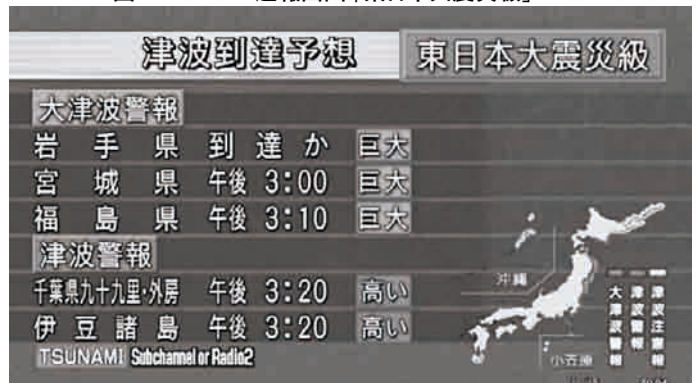 津波到達予想 東日本大震災級
大津波警報
岩手県 到達か 巨大
宮城県 午後 3:00 巨大
福島県 午後 3:10 巨大
津波警報
千葉県九十九里・外房 午後 3:20 高い
伊豆諸島 午後 3:20 高い
TSUNAMI Subchannel or Radio2
沖縄
小笠原
津波注意報
津波警報
大津波警報